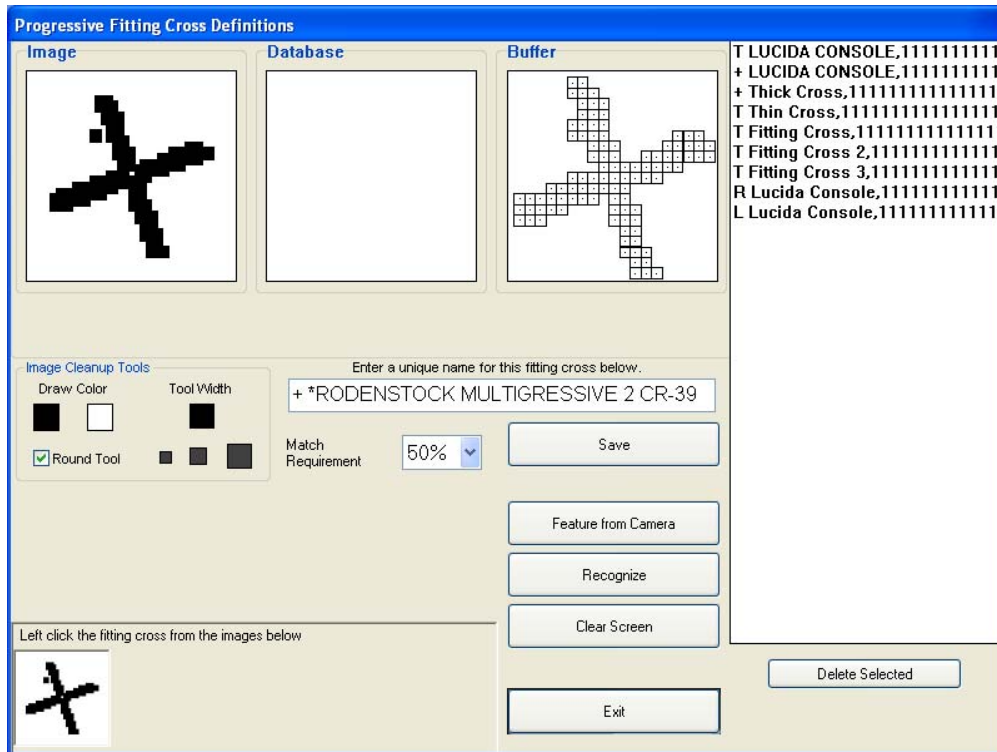 Progressive Fitting Cross Definitions
Image
Database
Buffer
T LUCIDA CONSOLE,1111111111
+ LUCIDA CONSOLE,1111111111
+ Thick Cross,1111111111111
T Thin Cross,11111111111111
T Fitting Cross,11111111111
T Fitting Cross 2,111111111111
T Fitting Cross 3,111111111111
R Lucida Console,111111111111
L Lucida Console,111111111111
Image Cleanup Tools
Draw Color
Tool Width
Round Tool
Enter a unique name for this fitting cross below.
+ *RODENSTOCK MULTIGRESSIVE 2 CR-39
Match
Requirement
50%
Save
Feature from Camera
Recognize
Clear Screen
Exit
Left click the fitting cross from the images below
Delete Selected